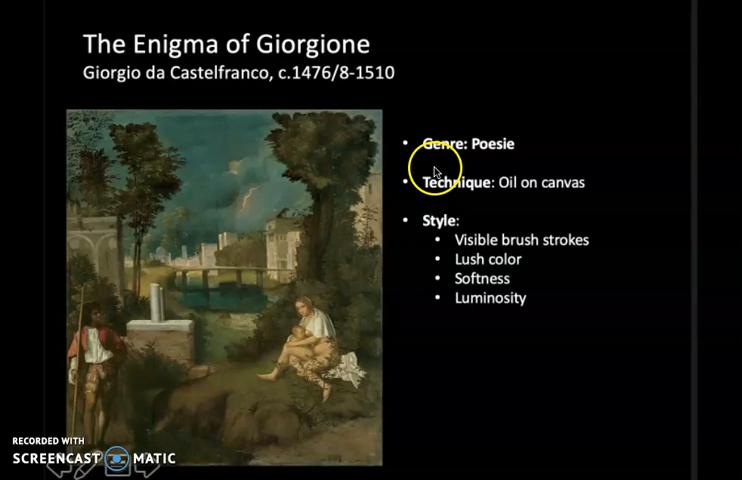 The Enigma of Giorgione
Giorgio da Castelfranco, c.1476/8-1510
• Genre: Poesie
• Technique: Oil on canvas
• Style:
• Visible brush strokes
• Lush color
• Softness
• Luminosity
RECORDED WITH
SCREENCAST MATIC